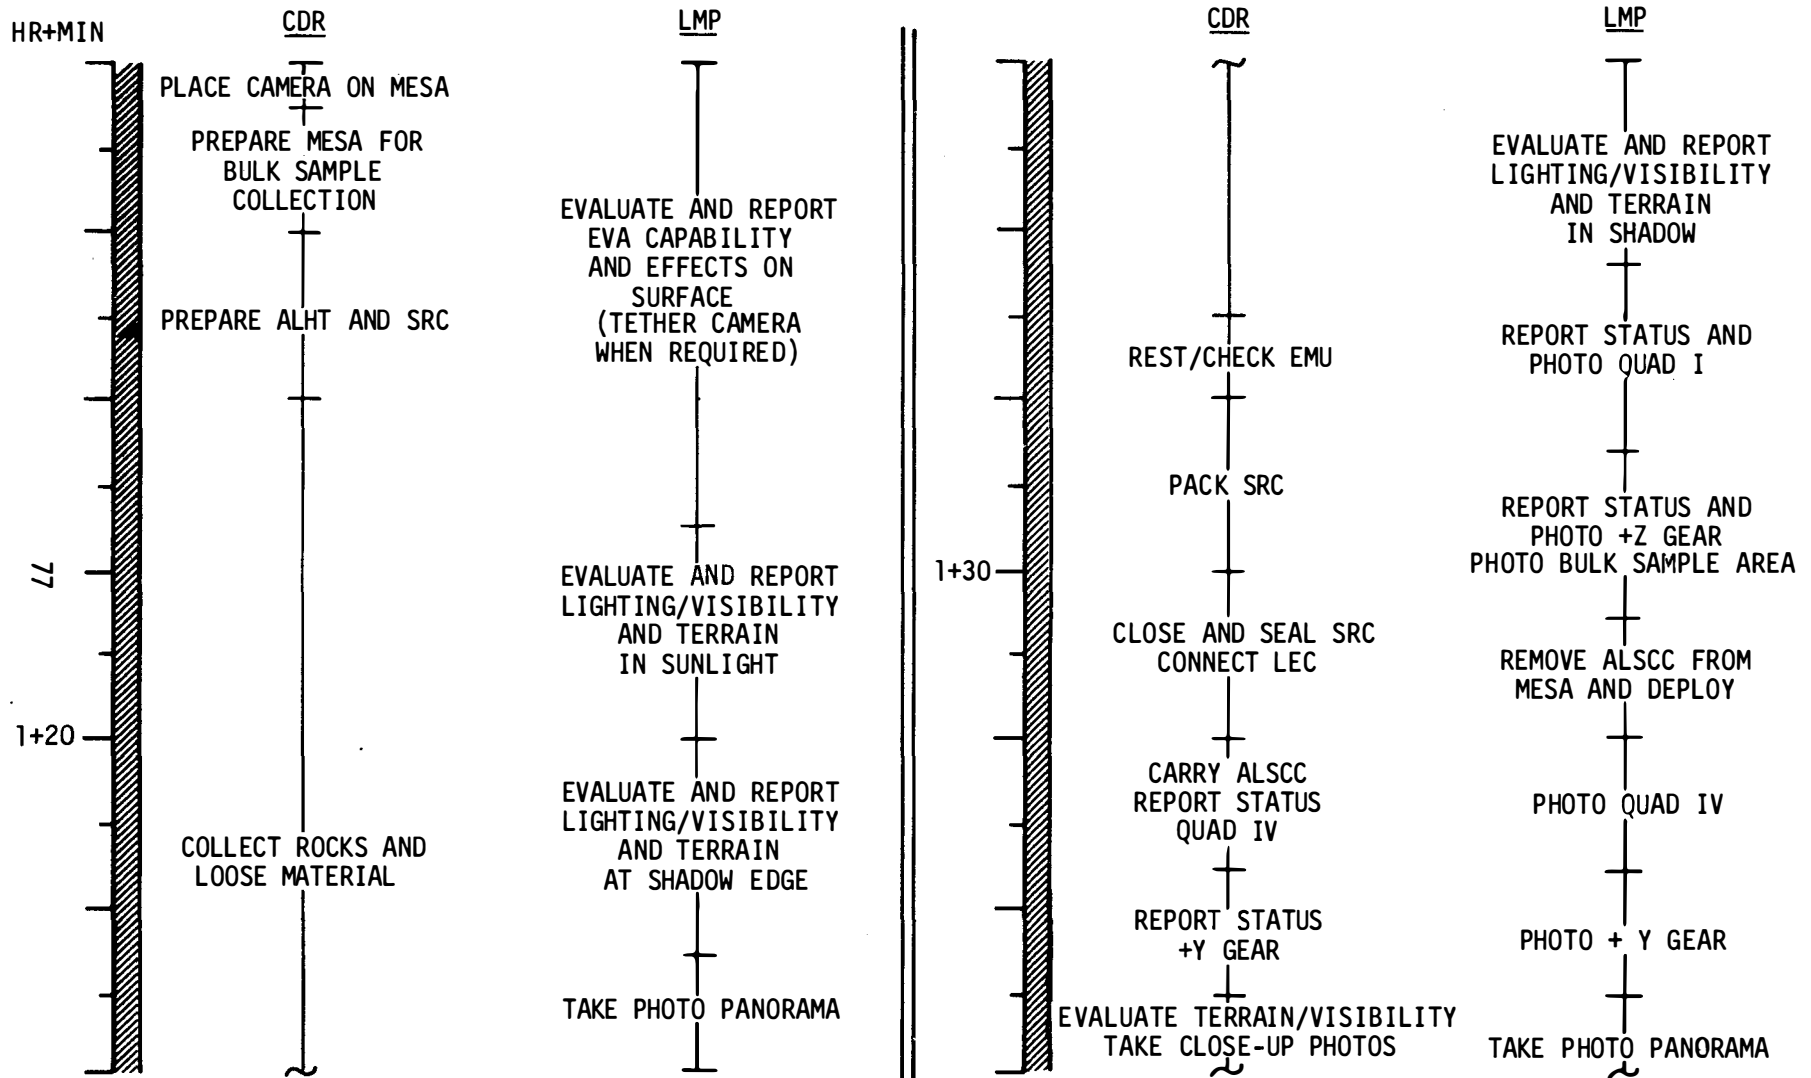 HR+MIN
CDR
LMP
PLACE CAMERA ON MESA
PREPARE MESA FOR
BULK SAMPLE
COLLECTION
PREPARE ALHT AND SRC
COLLECT ROCKS AND
LOOSE MATERIAL
EVALUATE AND REPORT
EVA CAPABILITY
AND EFFECTS ON
SURFACE
(TETHER CAMERA
WHEN REQUIRED)
EVALUATE AND REPORT
LIGHTING/VISIBILITY
AND TERRAIN
IN SUNLIGHT
EVALUATE AND REPORT
LIGHTING/VISIBILITY
AND TERRAIN
AT SHADOW EDGE
TAKE PHOTO PANORAMA
77
1+20
CDR
LMP
1+30
REST/CHECK EMU
PACK SRC
CLOSE AND SEAL SRC
CONNECT LEC
CARRY ALSCC
REPORT STATUS
QUAD IV
REPORT STATUS
+Y GEAR
EVALUATE TERRAIN/VISIBILITY
TAKE CLOSE-UP PHOTOS
EVALUATE AND REPORT
LIGHTING/VISIBILITY
AND TERRAIN
IN SHADOW
REPORT STATUS AND
PHOTO QUAD I
REPORT STATUS AND
PHOTO +Z GEAR
PHOTO BULK SAMPLE AREA
REMOVE ALSCC FROM
MESA AND DEPLOY
PHOTO QUAD IV
PHOTO + Y GEAR
TAKE PHOTO PANORAMA